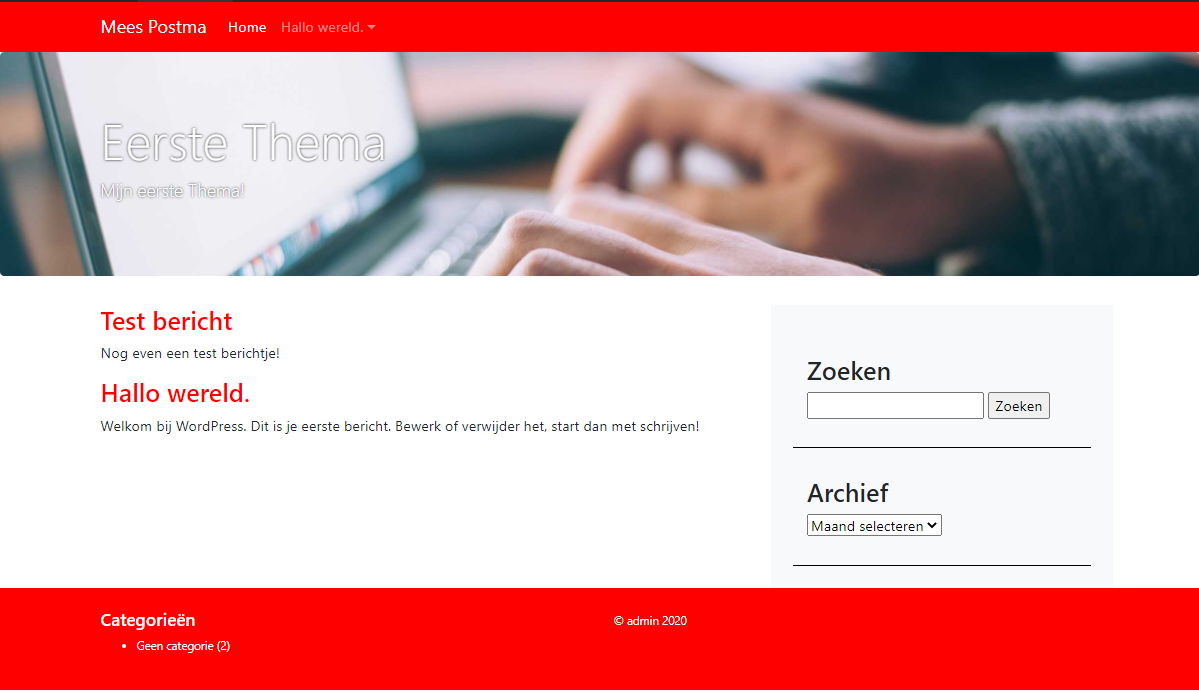 Mees Postma Home Hallo wereld.
Eerste Thema
Mijn eerste Thema!
Test bericht
Nog even een test berichtje!
Hallo wereld.
Welkom bij WordPress. Dit is je eerste bericht. Bewerk of verwijder het, start dan met schrijven!
Zoeken
Zoeken
Archief
Maand selecteren
Categorieën
Geen categorie (2)
© admin 2020